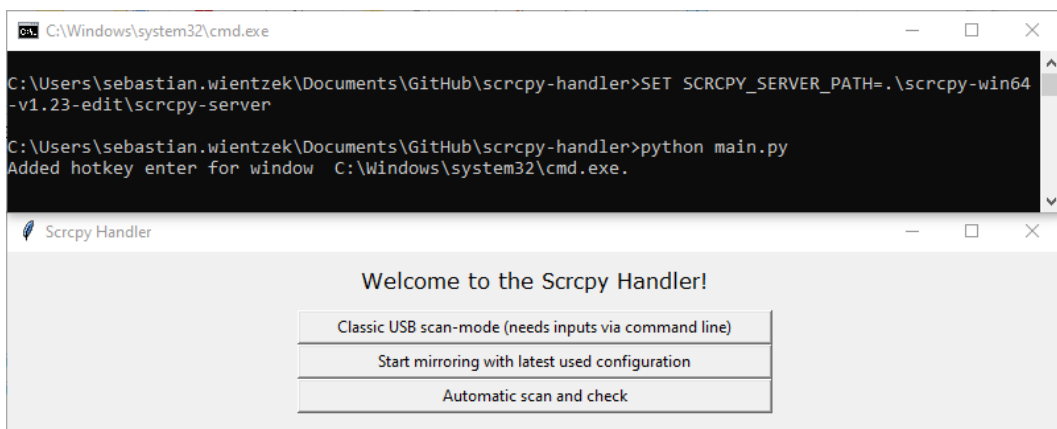 C:\Windows\system32\cmd.exe
C:\Users\sebastian.wientzek\Documents\GitHub\scrcpy-handler>SET SCRCPY_SERVER_PATH=.\scrcpy-win64
-v1.23-edit\scrcpy-server
C:\Users\sebastian.wientzek\Documents\GitHub\scrcpy-handler>python main.py
Added hotkey enter for window  C:\Windows\system32\cmd.exe.
Scrcpy Handler
Welcome to the Scrcpy Handler!
Classic USB scan-mode (needs inputs via command line)
Start mirroring with latest used configuration
Automatic scan and check